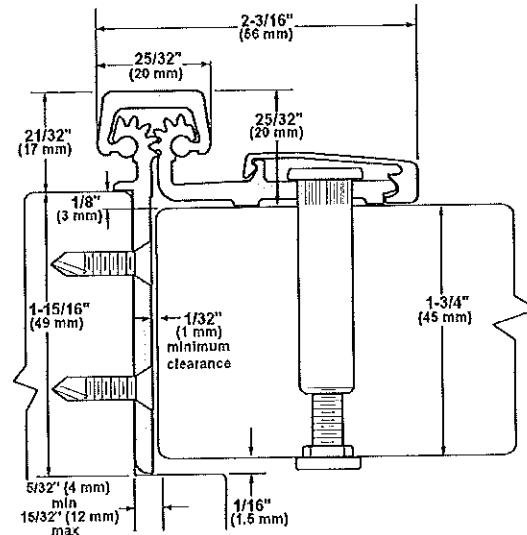 2-3/16"
(56 mm)
25/32"
(20 mm)
21/32"
(17 mm)
25/32"
(20 mm)
1/8"
(3 mm)
1-15/16"
(49 mm)
1/32"
(1 mm)
minimum
clearance
1-3/4"
(45 mm)
5/32" (4 mm)
min
15/32" (12 mm)
max
1/16"
(1.5 mm)